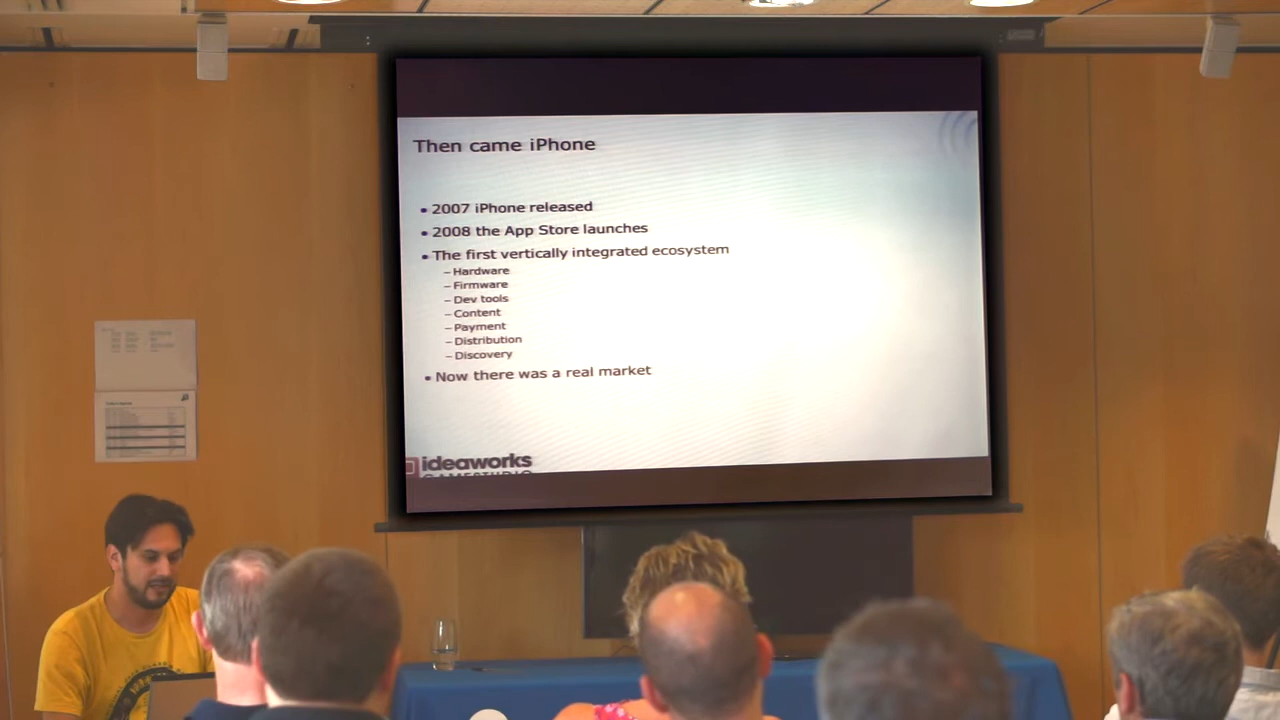 Then came iPhone
• 2007 iPhone released
• 2008 the App Store launches
• The first vertically integrated ecosystem
– Hardware
– Firmware
– Dev tools
– Content
– Payment
– Distribution
– Discovery
• Now there was a real market
ideaworks
GAMESTUDIO